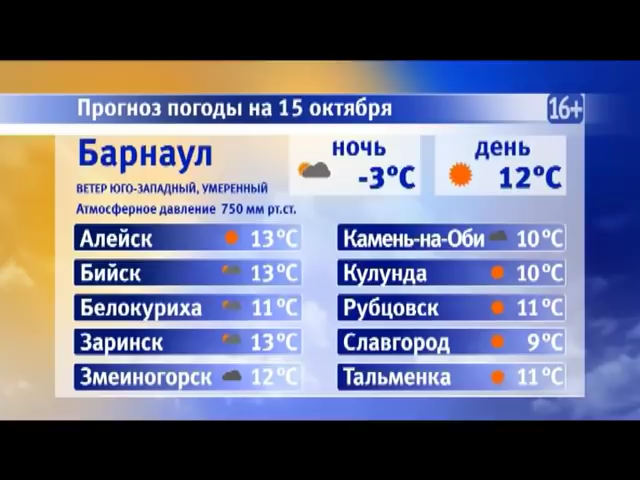 Прогноз погоды на 15 октября 16+
Барнаул
ВЕТЕР ЮГО-ЗАПАДНЫЙ, УМЕРЕННЫЙ
Атмосферное давление 750 мм рт.ст.
ночь
-3°C
день
12°C
Алейск 13°C
Бийск 13°C
Белокуриха 11°C
Заринск 13°C
Змеиногорск 12°C
Камень-на-Оби 10°C
Кулунда 10°C
Рубцовск 11°C
Славгород 9°C
Тальменка 11°C